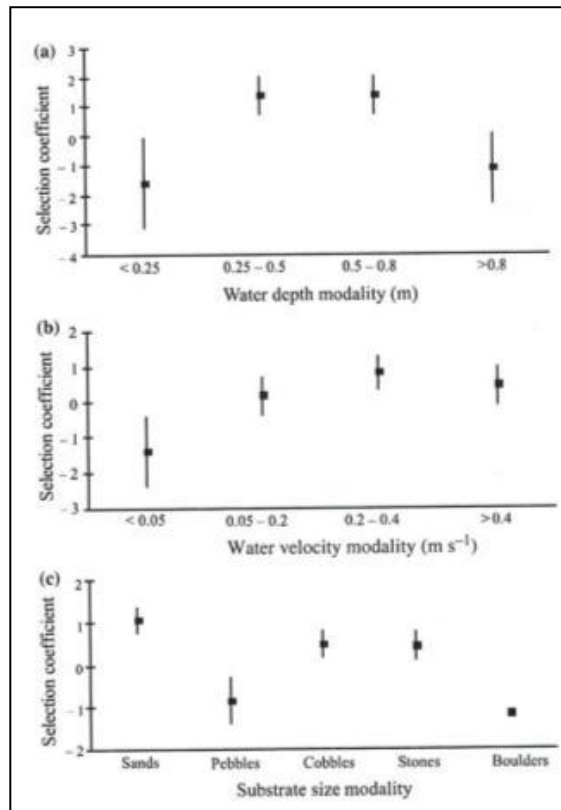 (a)
3
2
1
0
– 1
– 2
– 3
– 4
Selection coefficient
< 0.25 0.25 – 0.5 0.5 – 0.8 >0.8
Water depth modality (m)
(b)
2
1
0
– 1
– 2
– 3
Selection coefficient
< 0.05 0.05 – 0.2 0.2 – 0.4 >0.4
Water velocity modality (m s⁻¹)
(c)
2
1
0
– 1
– 2
Selection coefficient
Sands Pebbles Cobbles Stones Boulders
Substrate size modality